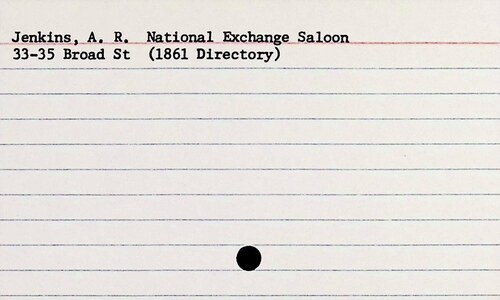 Jenkins, A. R.  National Exchange Saloon
33-35 Broad St  (1861 Directory)